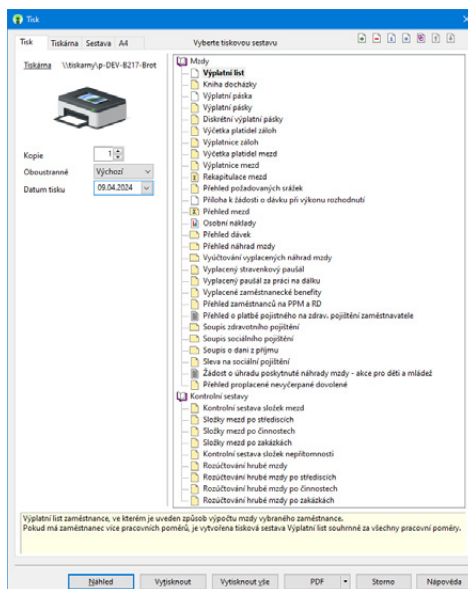 Tisk
Tisk Tiskárna Sestava A4 Vyberte tiskovou sestavu
Tiskárna \\tiskarny\p-DEV-B217-Brot
Kopie 1
Oboustranně Výchozí
Datum tisku 09.04.2024
Mzdy
Výplatní list
Kniha docházky
Výplatní páska
Výplatní pásky
Diskrétní výplatní pásky
Výčetka platidel záloh
Výplatnice záloh
Výčetka platidel mezd
Výplatnice mezd
Rekapitulace mezd
Přehled požadovaných srážek
Příloha k žádosti o dávku při výkonu rozhodnutí
Přehled mezd
Osobní náklady
Přehled dávek
Přehled náhrad mzdy
Vyúčtování vyplacených náhrad mzdy
Vyplacený stravenkový paušál
Vyplacený paušál za práci na dálku
Vyplacené zaměstnanecké benefity
Přehled zaměstnanců na PPM a RD
Přehled o platbě pojistného na zdrav. pojištění zaměstnavatele
Soupis zdravotního pojištění
Soupis sociálního pojištění
Soupis o dani z příjmu
Sleva na sociální pojištění
Žádost o úhradu poskytnuté náhrady mzdy - akce pro děti a mládež
Přehled proplacené nevyčerpané dovolené
Kontrolní sestavy
Kontrolní sestava složek mezd
Složky mezd po střediscích
Složky mezd po činnostech
Složky mezd po zakázkách
Kontrolní sestava složek nepřítomnosti
Rozúčtování hrubé mzdy
Rozúčtování hrubé mzdy po střediscích
Rozúčtování hrubé mzdy po činnostech
Rozúčtování hrubé mzdy po zakázkách
Výplatní list zaměstnance, ve kterém je uveden způsob výpočtu mzdy vybraného zaměstnance.
Pokud má zaměstnanec více pracovních poměrů, je vytvořena tisková sestava Výplatní list souhrnně za všechny pracovní poměry.
Náhled Vytisknout Vytisknout vše PDF Storno Nápověda